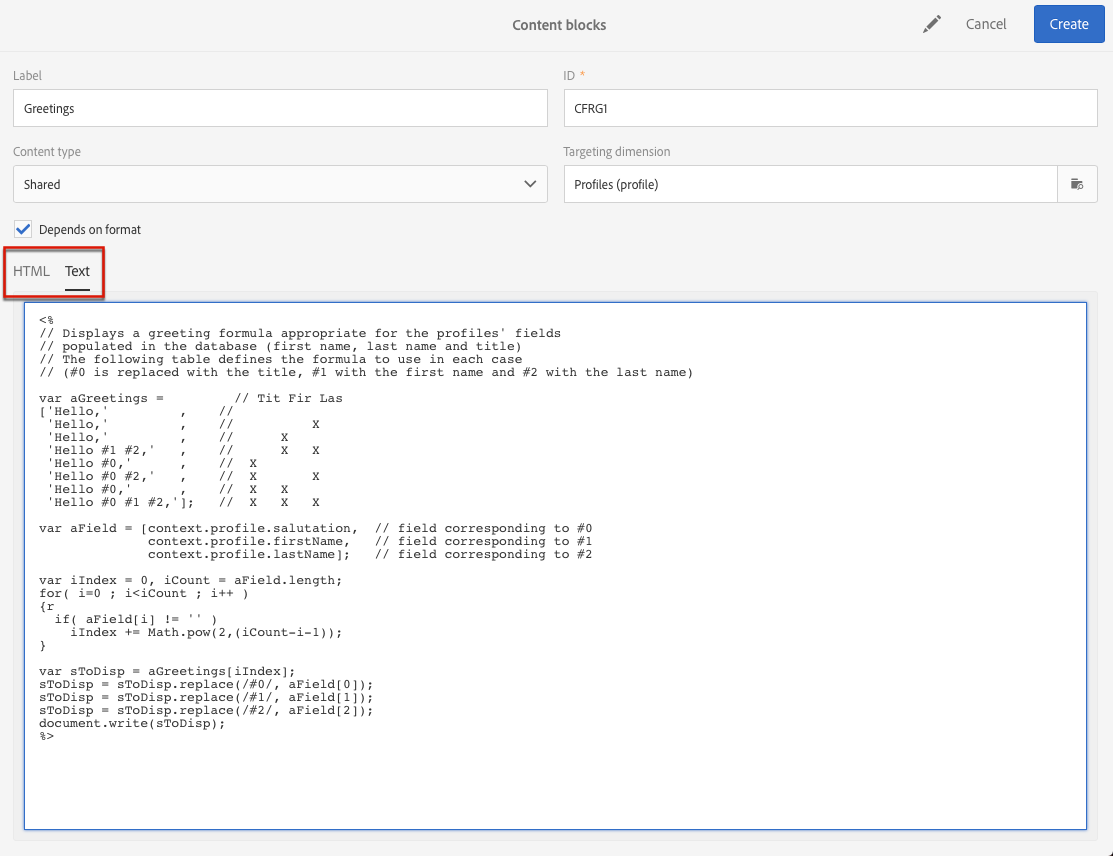 Content blocks
Cancel
Create
Label
ID *
Greetings
CFRG1
Content type
Targeting dimension
Shared
Profiles (profile)
Depends on format
HTML Text
<%
// Displays a greeting formula appropriate for the profiles' fields
// populated in the database (first name, last name and title)
// The following table defines the formula to use in each case
// (#0 is replaced with the title, #1 with the first name and #2 with the last name)
var aGreetings =         // Tit Fir Las
['Hello,'         ,    //
 'Hello,'         ,    //          X
 'Hello,'         ,    //      X
 'Hello #1 #2,'   ,    //      X   X
 'Hello #0,'      ,    //  X
 'Hello #0 #2,'   ,    //  X       X
 'Hello #0,'      ,    //  X   X
 'Hello #0 #1 #2,'];   //  X   X   X
var aField = [context.profile.salutation,  // field corresponding to #0
              context.profile.firstName,   // field corresponding to #1
              context.profile.lastName];   // field corresponding to #2
var iIndex = 0, iCount = aField.length;
for( i=0 ; i<iCount ; i++ )
{r
  if( aField[i] != '' )
    iIndex += Math.pow(2,(iCount-i-1));
}
var sToDisp = aGreetings[iIndex];
sToDisp = sToDisp.replace(/#0/, aField[0]);
sToDisp = sToDisp.replace(/#1/, aField[1]);
sToDisp = sToDisp.replace(/#2/, aField[2]);
document.write(sToDisp);
%>